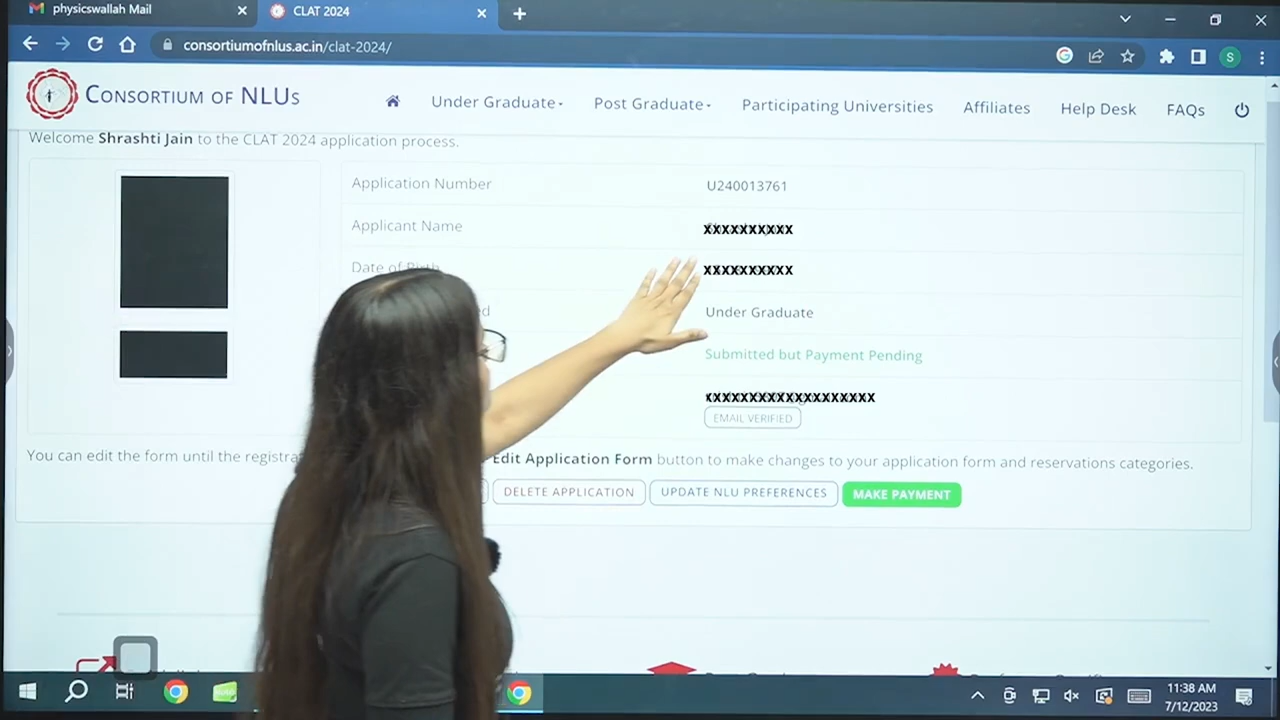 physicswallah Mail
CLAT 2024
consortiumofnlus.ac.in/clat-2024/
S
CONSORTIUM OF NLUS
Under Graduate
Post Graduate
Participating Universities
Affiliates
Help Desk
FAQs
Welcome Shrashti Jain to the CLAT 2024 application process.
Application Number U240013761
Applicant Name XXXXXXXXXX
Date of Birth XXXXXXXXXX
Under Graduate
Submitted but Payment Pending
XXXXXXXXXXXXXXXXXXX
EMAIL VERIFIED
You can edit the form until the Edit Application Form button to make changes to your application form and reservations categories.
DELETE APPLICATION
UPDATE NLU PREFERENCES
MAKE PAYMENT
11:38 AM
7/12/2023